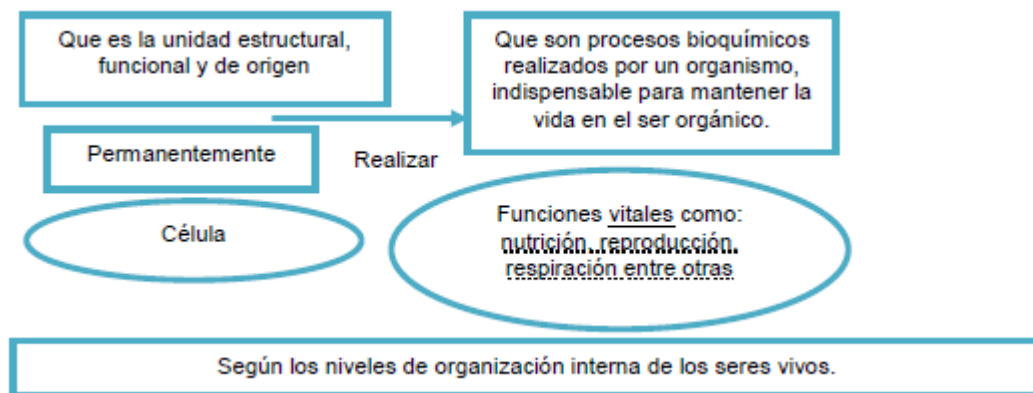 Que es la unidad estructural,
funcional y de origen
Que son procesos bioquímicos
realizados por un organismo,
indispensable para mantener la
vida en el ser orgánico.
Permanentemente
Realizar
Célula
Funciones vitales como:
nutrición, reproducción,
respiración entre otras
Según los niveles de organización interna de los seres vivos.